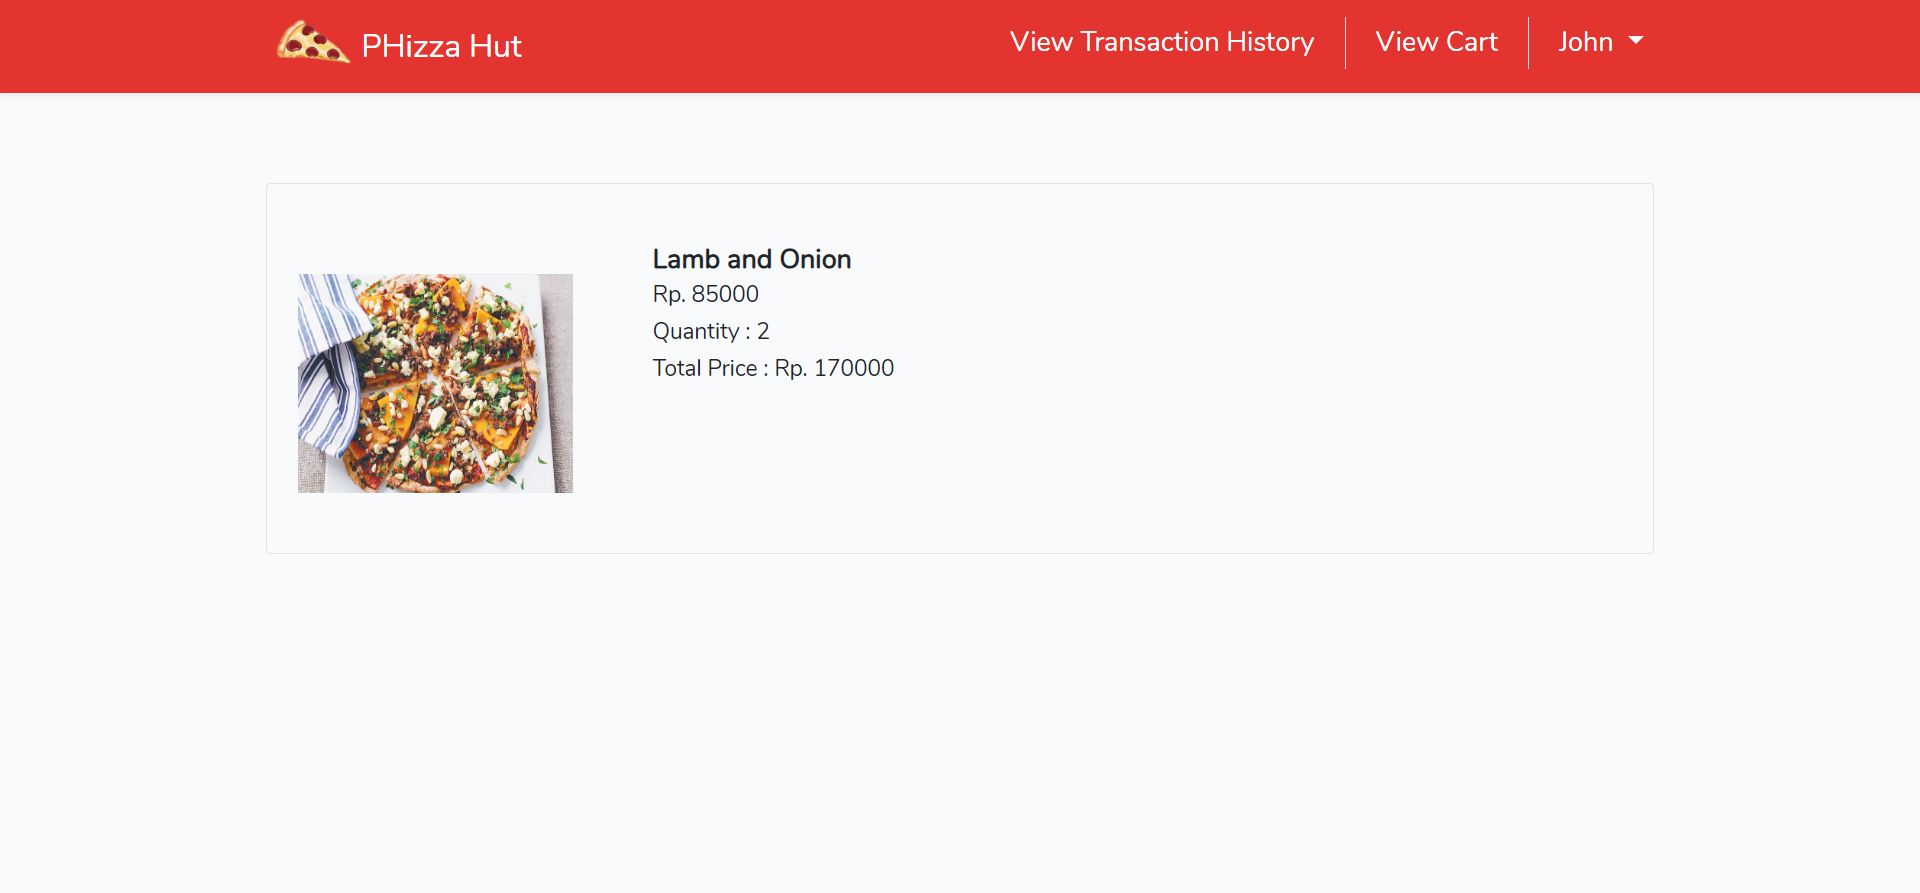 PHizza Hut
View Transaction History
View Cart
John
Lamb and Onion
Rp. 85000
Quantity : 2
Total Price : Rp. 170000